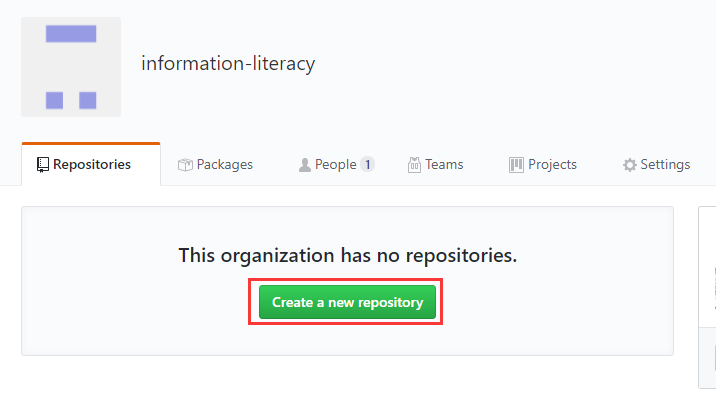 information-literacy
Repositories Packages People 1 Teams Projects Settings
This organization has no repositories.
Create a new repository